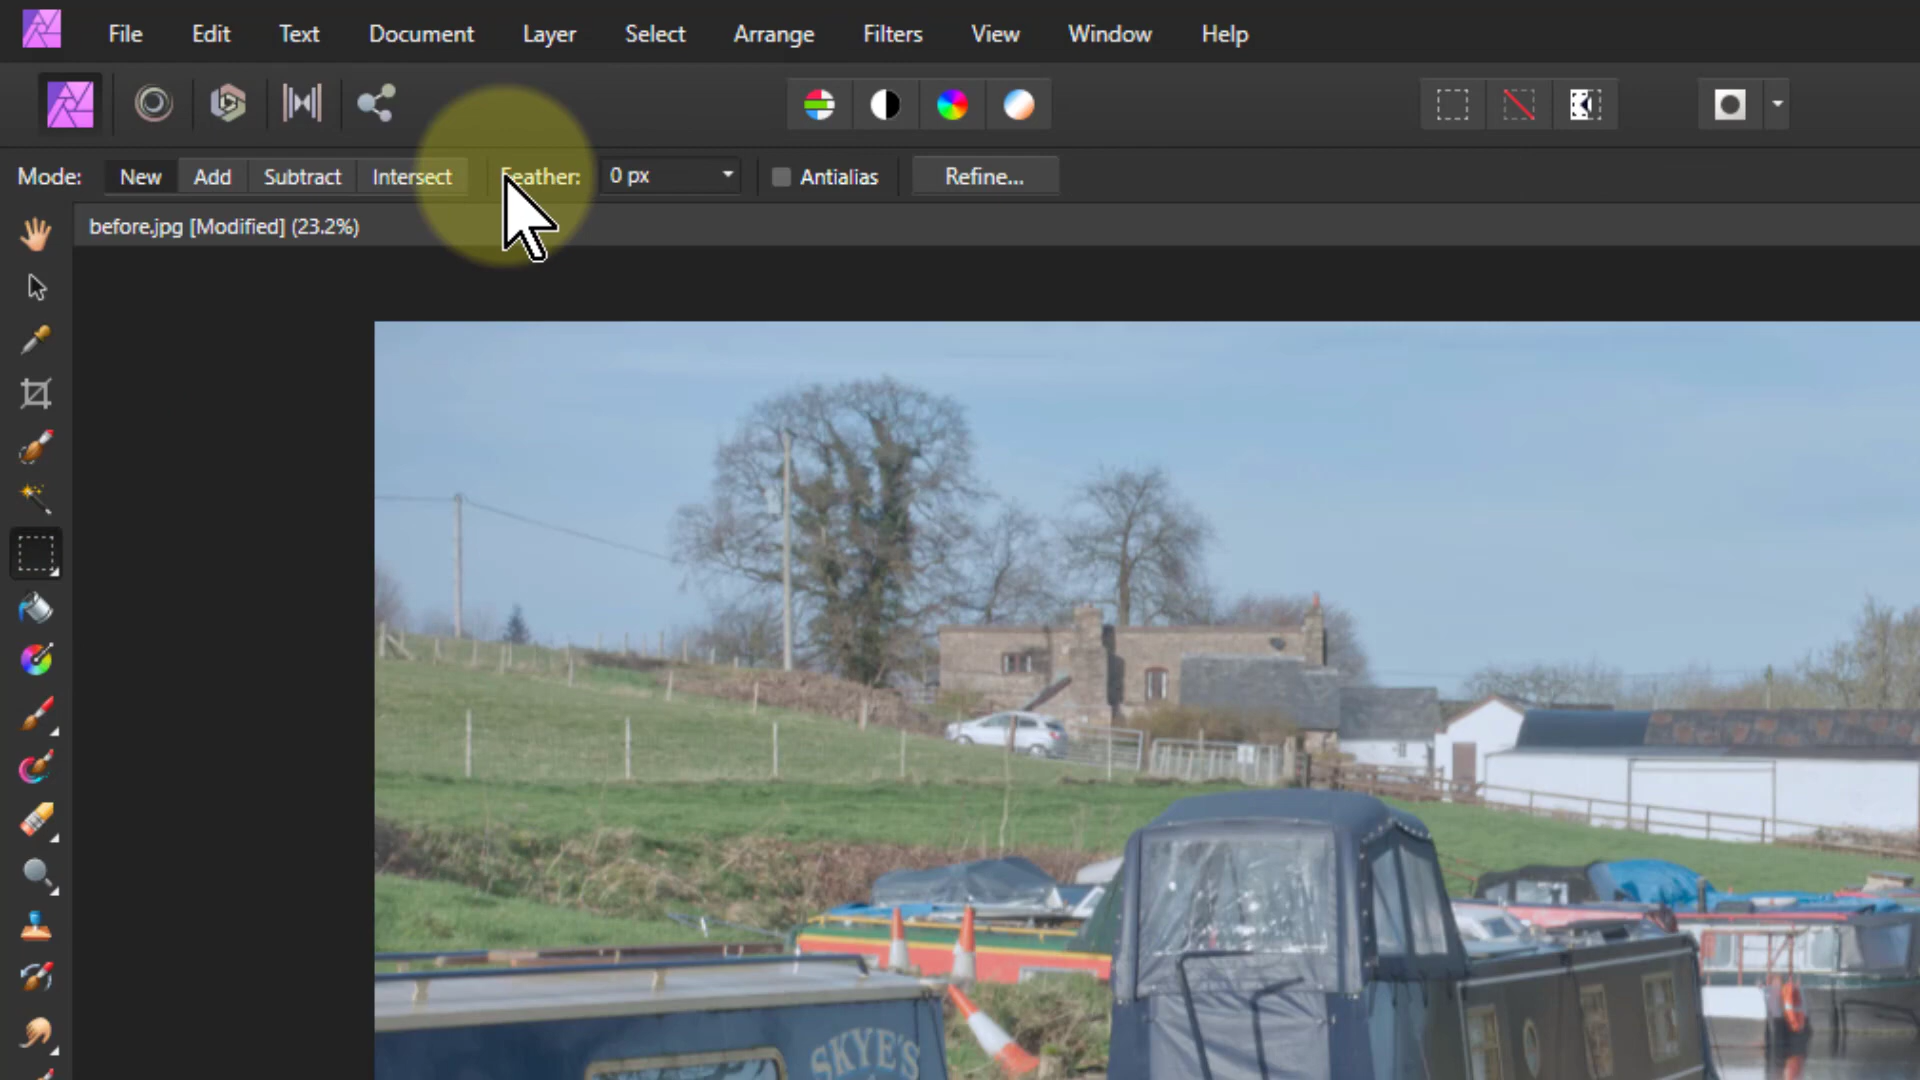 File Edit Text Document Layer Select Arrange Filters View Window Help
Mode: New Add Subtract Intersect Feather: 0 px Antialias Refine...
before.jpg [Modified] (23.2%)
SKYE'S